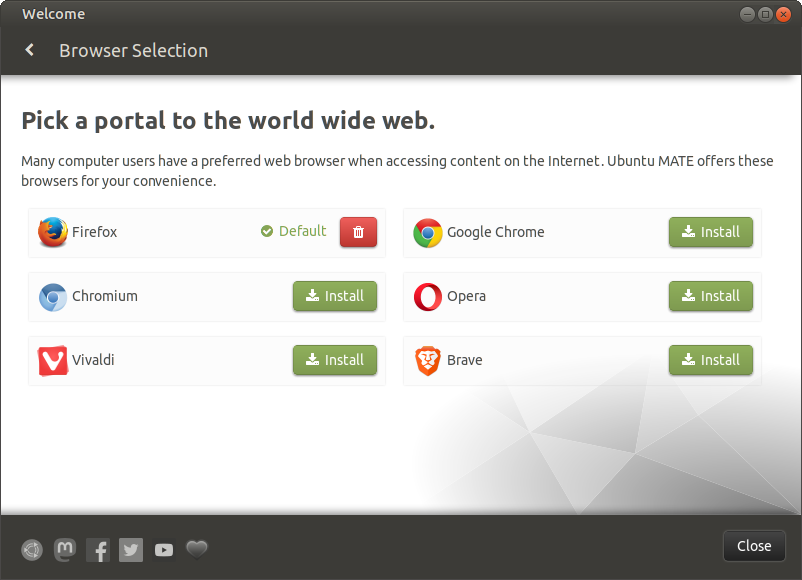 Welcome
Browser Selection
Pick a portal to the world wide web.
Many computer users have a preferred web browser when accessing content on the Internet. Ubuntu MATE offers these
browsers for your convenience.
Firefox Default
Google Chrome Install
Chromium Install
Opera Install
Vivaldi Install
Brave Install
Close